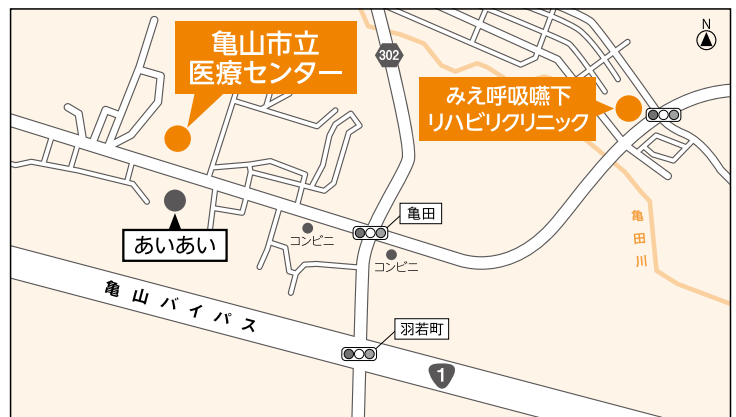 亀山市立
医療センター
302
みえ呼吸嚥下
リハビリクリニック
N
亀田
コンビニ
コンビニ
あいあい
亀田川
亀山バイパス
羽若町
1